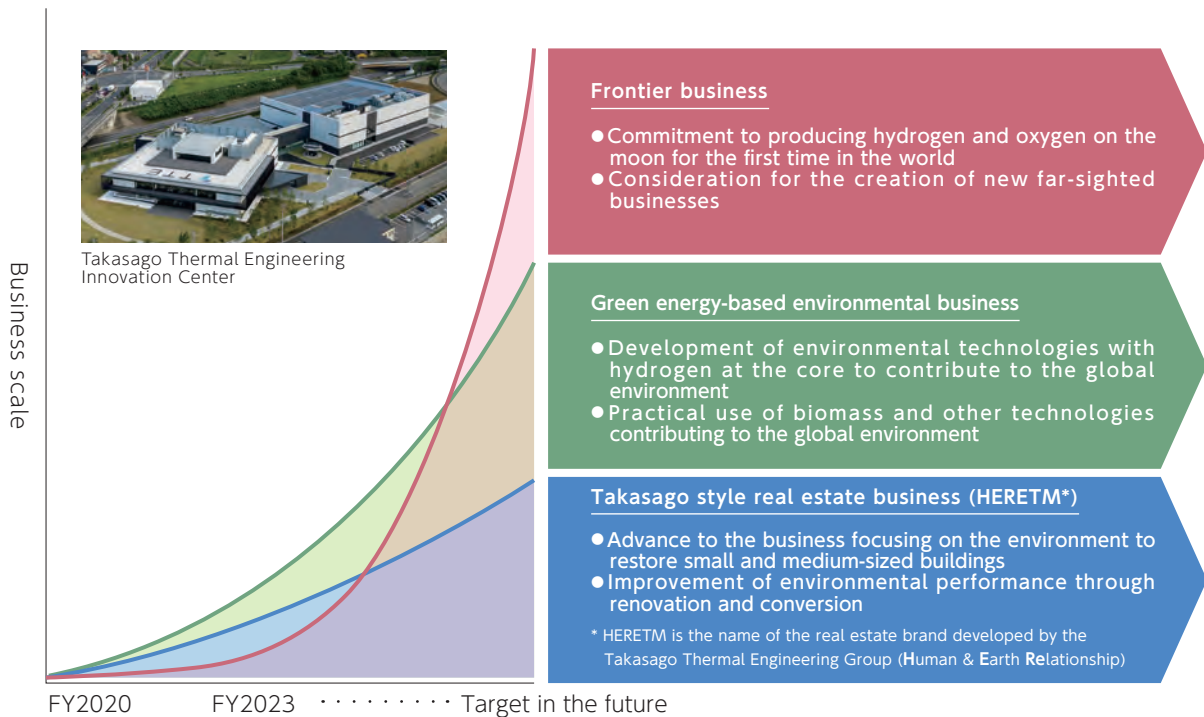 Business scale
Takasago Thermal Engineering
Innovation Center
FY2020
FY2023
· · · · · · · · · Target in the future
Frontier business
● Commitment to producing hydrogen and oxygen on the
moon for the first time in the world
● Consideration for the creation of new far-sighted
businesses
Green energy-based environmental business
● Development of environmental technologies with
hydrogen at the core to contribute to the global
environment
● Practical use of biomass and other technologies
contributing to the global environment
Takasago style real estate business (HERETM*)
● Advance to the business focusing on the environment to
restore small and medium-sized buildings
● Improvement of environmental performance through
renovation and conversion
* HERETM is the name of the real estate brand developed by the
Takasago Thermal Engineering Group (Human & Earth Relationship)